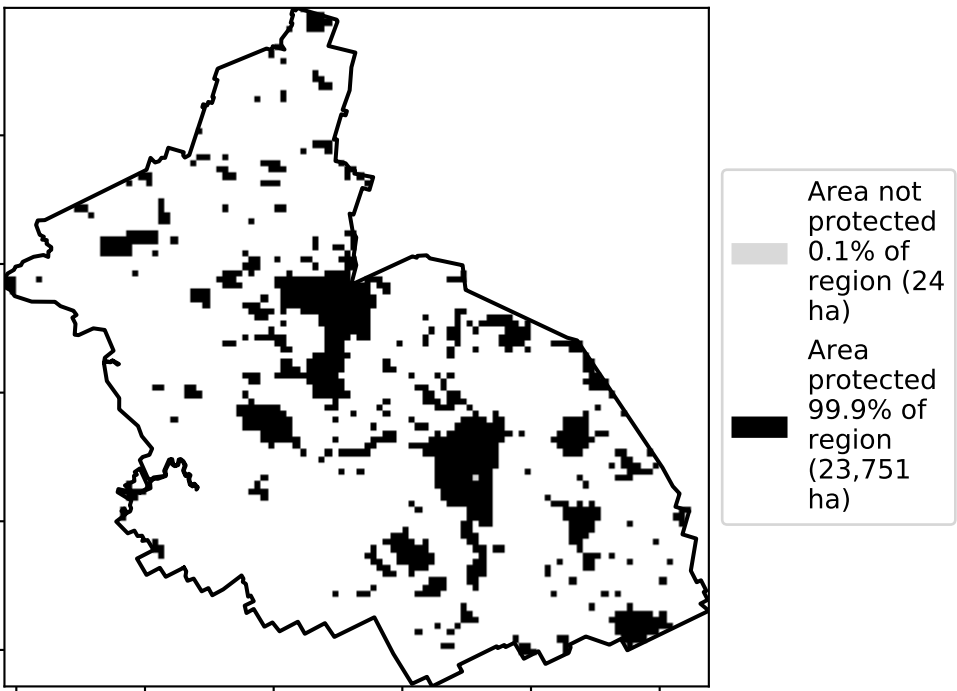 Area not
protected
0.1% of
region (24
ha)
Area
protected
99.9% of
region
(23,751
ha)